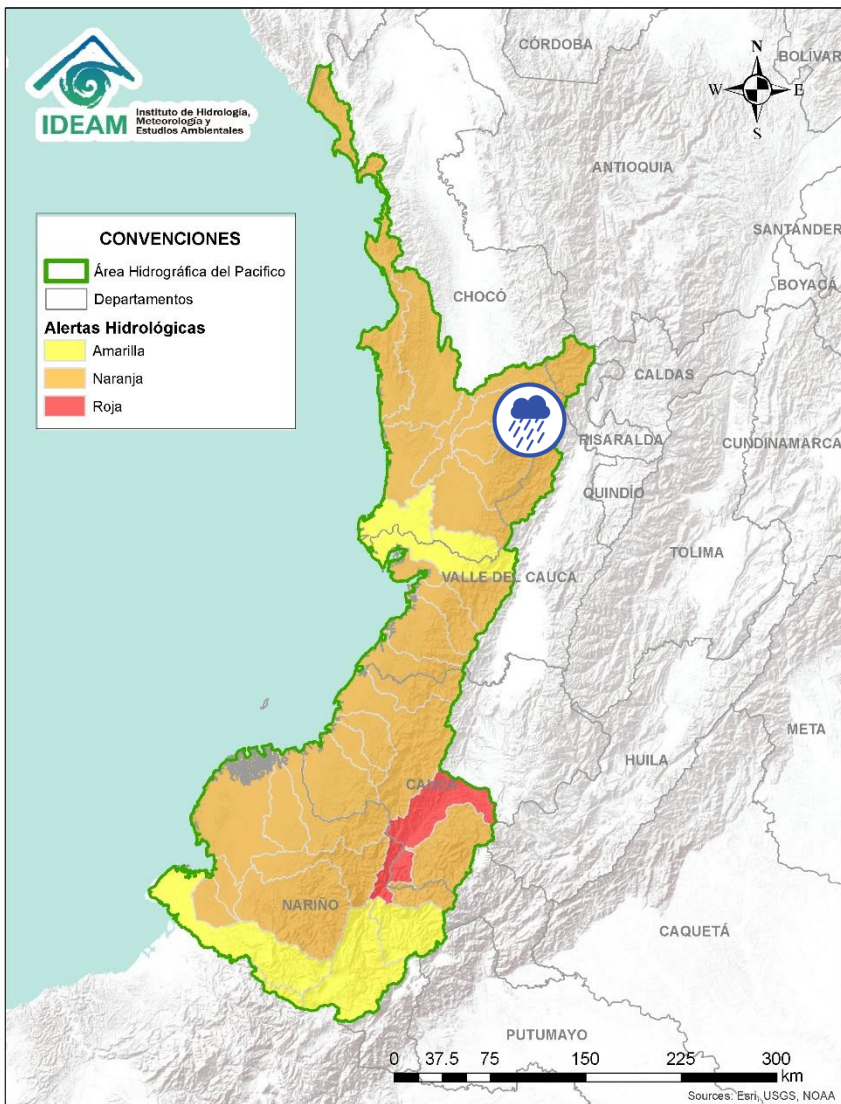 IDEAM
Instituto de Hidrología,
Meteorología y
Estudios Ambientales
CÓRDOBA
BOLÍVAR
N
W
E
S
ANTIOQUIA
SANTANDER
BOYACÁ
CONVENCIONES
Área Hidrográfica del Pacifico
Departamentos
Alertas Hidrológicas
Amarilla
Naranja
Roja
CHOCÓ
CALDAS
RISARALDA
CUNDINAMARCA
QUINDÍO
TOLIMA
VALLE DEL CAUCA
META
HUILA
CAUCA
NARIÑO
CAQUETÁ
PUTUMAYO
0 37.5 75 150 225 300
km
Sources: Esri, USGS, NOAA